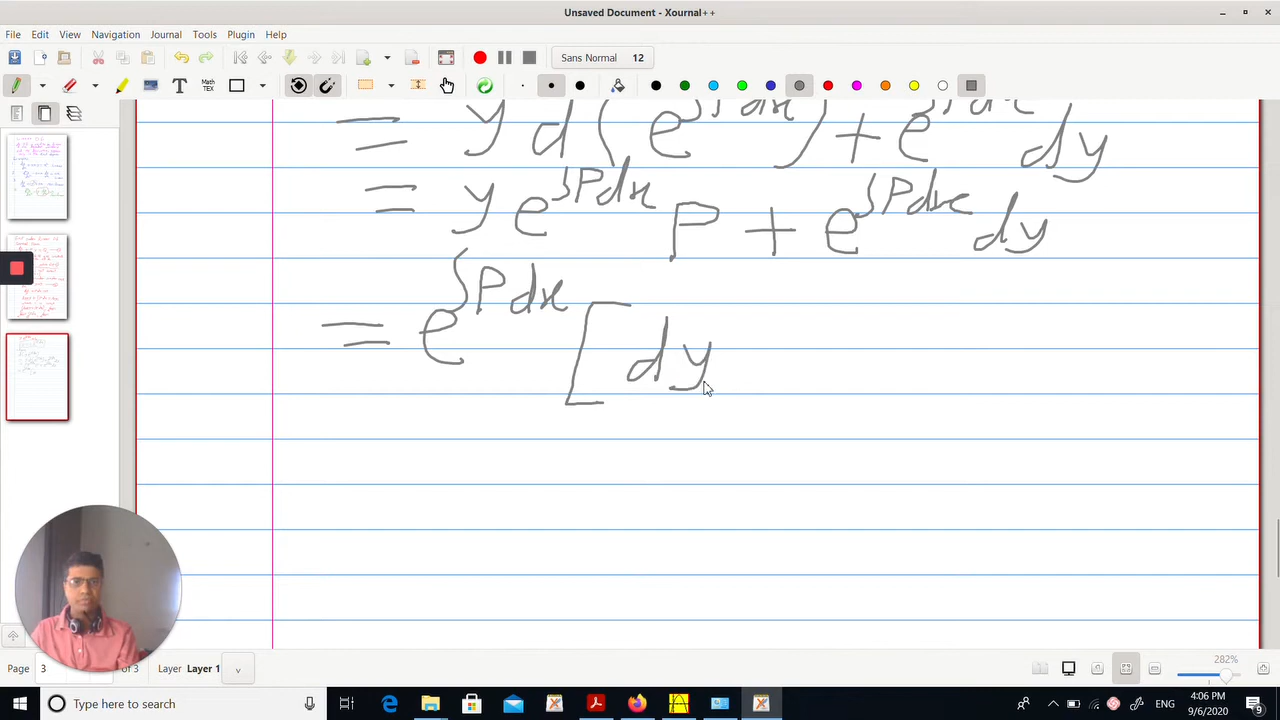 Unsaved Document - Xournal++
File Edit View Navigation Journal Tools Plugin Help
Sans Normal 12
= y d(e^∫Pdx) + e^∫Pdx dy
= y e^∫Pdx P + e^∫Pdx dy
= e^∫Pdx [ dy
Page 3 of 3 Layer Layer 1
282%
Type here to search
ENG
4:06 PM
9/6/2020